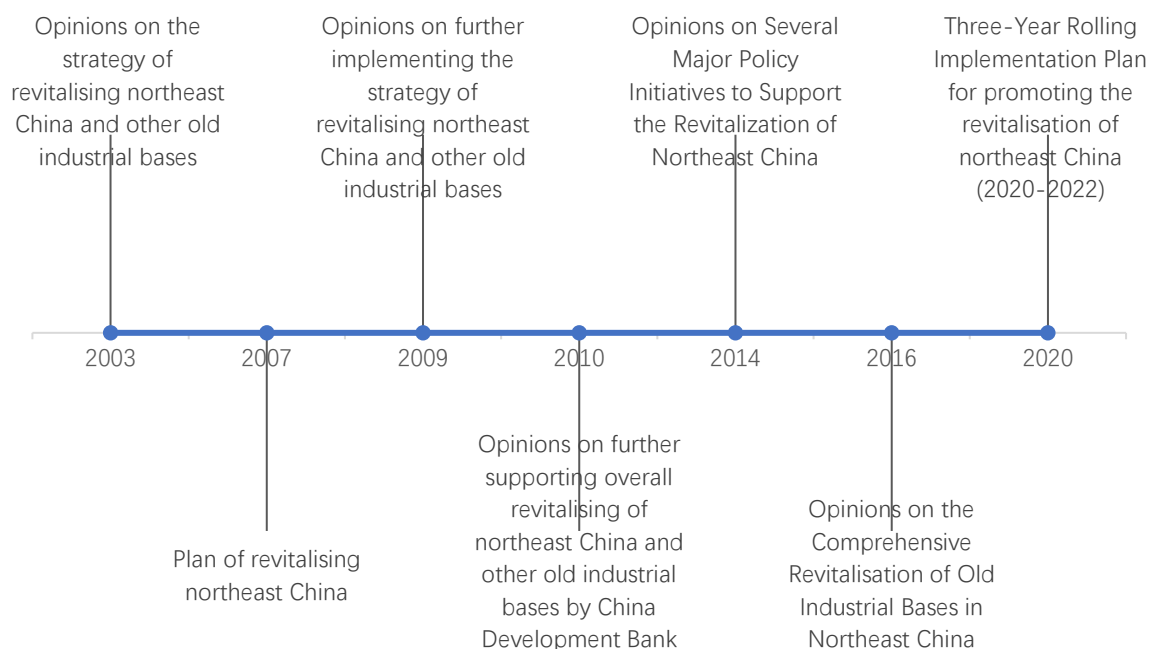 Opinions on the
strategy of
revitalising northeast
China and other old
industrial bases
Opinions on further
implementing the
strategy of
revitalising northeast
China and other old
industrial bases
Opinions on Several
Major Policy
Initiatives to Support
the Revitalization of
Northeast China
Three-Year Rolling
Implementation Plan
for promoting the
revitalisation of
northeast China
(2020-2022)
2003
2007
2009
2010
2014
2016
2020
Plan of revitalising
northeast China
Opinions on further
supporting overall
revitalising of
northeast China and
other old industrial
bases by China
Development Bank
Opinions on the
Comprehensive
Revitalisation of Old
Industrial Bases in
Northeast China